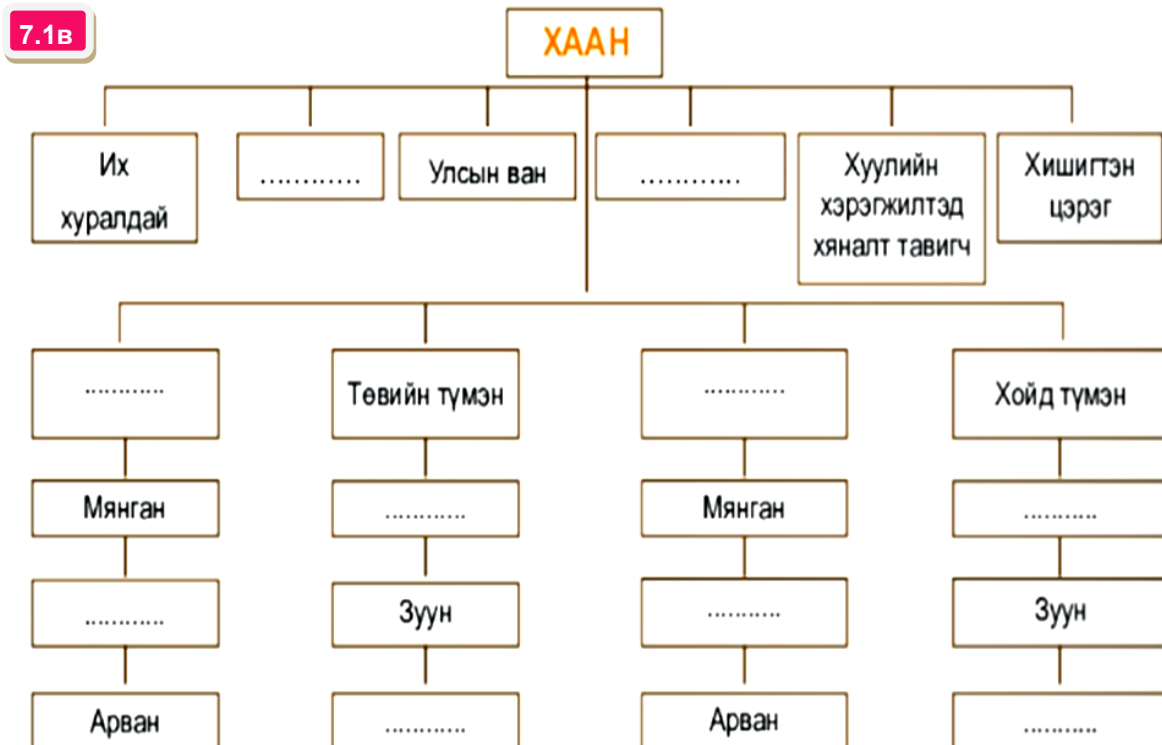 7.1в
ХААН
Их
хуралдай
............
Улсын ван
............
Хуулийн
хэрэгжилтэд
хяналт тавигч
Хишигтэн
цэрэг
............
Төвийн түмэн
............
Хойд түмэн
Мянган
............
Мянган
...........
............
Зуун
...........
Зуун
Арван
............
Арван
...........